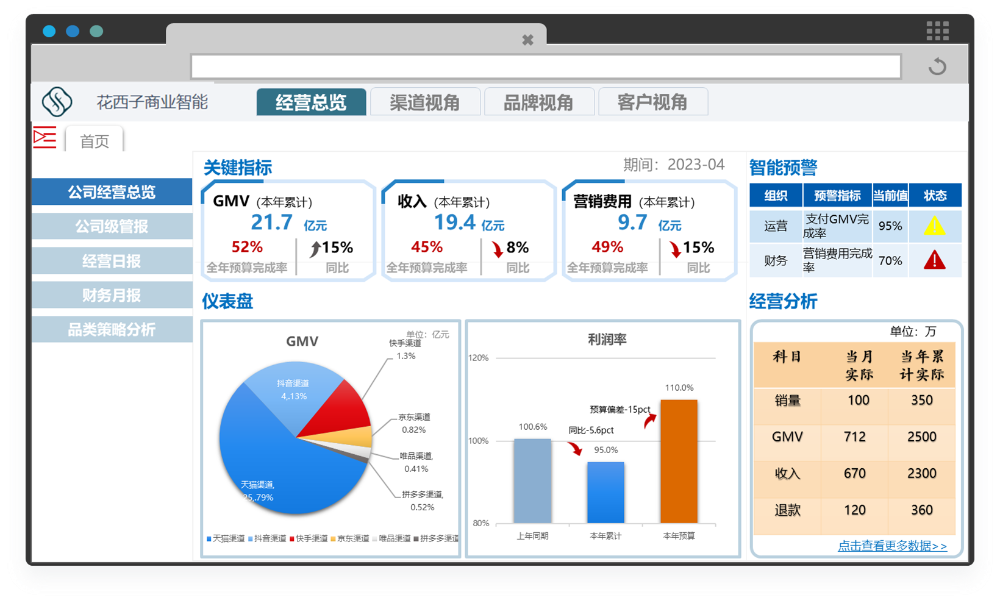 花西子商业智能
经营总览 渠道视角 品牌视角 客户视角
首页
公司经营总览
公司级管报
经营日报
财务月报
品类策略分析
关键指标
期间：2023-04
GMV (本年累计)
21.7 亿元
52% 15%
全年预算完成率 同比
收入 (本年累计)
19.4 亿元
45% 8%
全年预算完成率 同比
营销费用 (本年累计)
9.7 亿元
49% 15%
全年预算完成率 同比
智能预警
组织 预警指标 当前值 状态
运营 支付GMV完成率 95%
财务 营销费用完成率 70%
仪表盘
GMV
单位：亿元
快手渠道
1.3%
抖音渠道
4,.13%
京东渠道
0.82%
唯品渠道,
0.41%
天猫渠道,
25,.79%
拼多多渠道,
0.52%
天猫渠道 抖音渠道 快手渠道 京东渠道 唯品渠道 拼多多渠道
利润率
120%
110.0%
预算偏差-15pct
100.6%
同比-5.6pct
100%
95.0%
80%
上年同期 本年累计 本年预算
经营分析
单位：万
科目 当月实际 当年累计实际
销量 100 350
GMV 712 2500
收入 670 2300
退款 120 360
点击查看更多数据>>